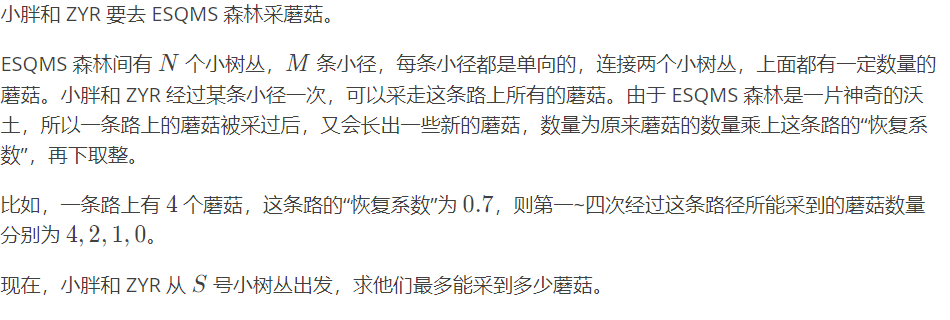 小胖和 ZYR 要去 ESQMS 森林采蘑菇。
ESQMS 森林间有 N 个小树丛，M 条小径，每条小径都是单向的，连接两个小树丛，上面都有一定数量的
蘑菇。小胖和 ZYR 经过某条小径一次，可以采走这条路上所有的蘑菇。由于 ESQMS 森林是一片神奇的沃
土，所以一条路上的蘑菇被采过后，又会长出一些新的蘑菇，数量为原来蘑菇的数量乘上这条路的“恢复系
数”，再下取整。
比如，一条路上有 4 个蘑菇，这条路的“恢复系数”为 0.7，则第一~四次经过这条路径所能采到的蘑菇数量
分别为 4, 2, 1, 0。
现在，小胖和 ZYR 从 S 号小树丛出发，求他们最多能采到多少蘑菇。